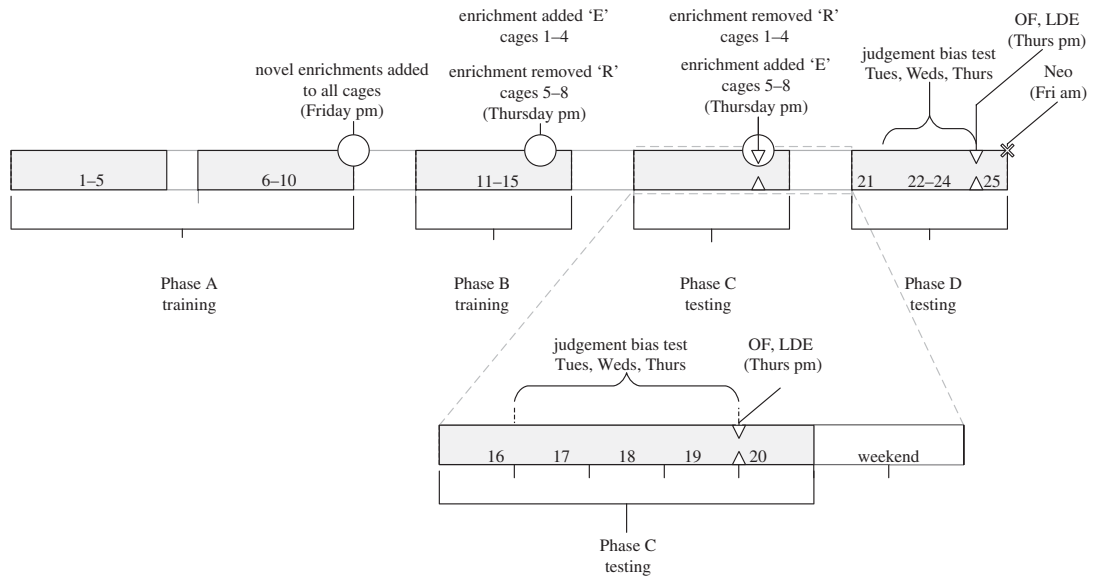 enrichment added ‘E’
cages 1–4
enrichment removed ‘R’
cages 1–4
OF, LDE
(Thurs pm)
novel enrichments added
to all cages
(Friday pm)
enrichment removed ‘R’
cages 5–8
(Thursday pm)
enrichment added ‘E’
cages 5–8
(Thursday pm)
judgement bias test
Tues, Weds, Thurs
Neo
(Fri am)
1–5
6–10
11–15
21
22–24
25
Phase A
training
Phase B
training
Phase C
testing
Phase D
testing
judgement bias test
Tues, Weds, Thurs
OF, LDE
(Thurs pm)
16
17
18
19
20
weekend
Phase C
testing